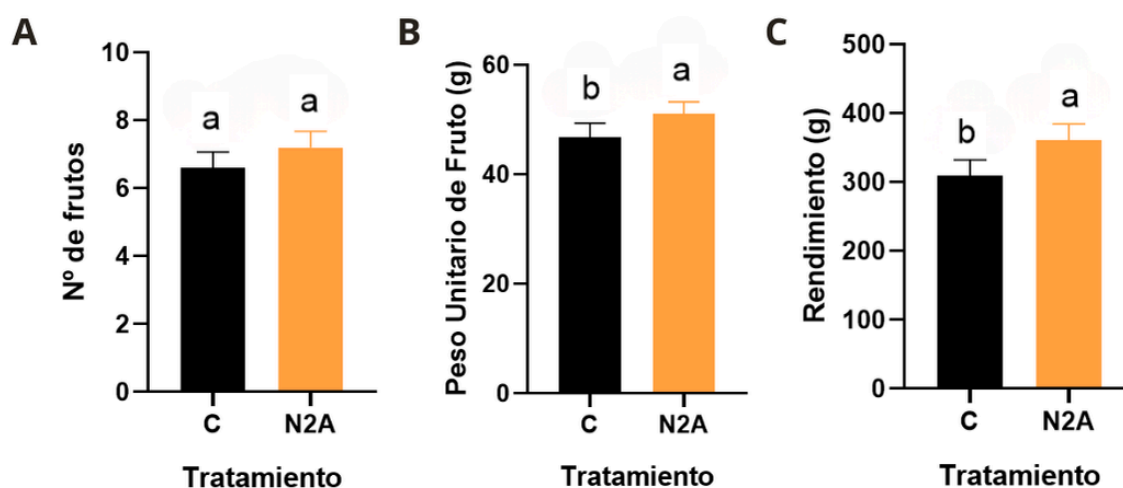 A
Nº de frutos
10
8
6
4
2
0
a
a
C
N2A
Tratamiento
B
Peso Unitario de Fruto (g)
60
40
20
0
b
a
C
N2A
Tratamiento
C
Rendimiento (g)
500
400
300
200
100
0
b
a
C
N2A
Tratamiento